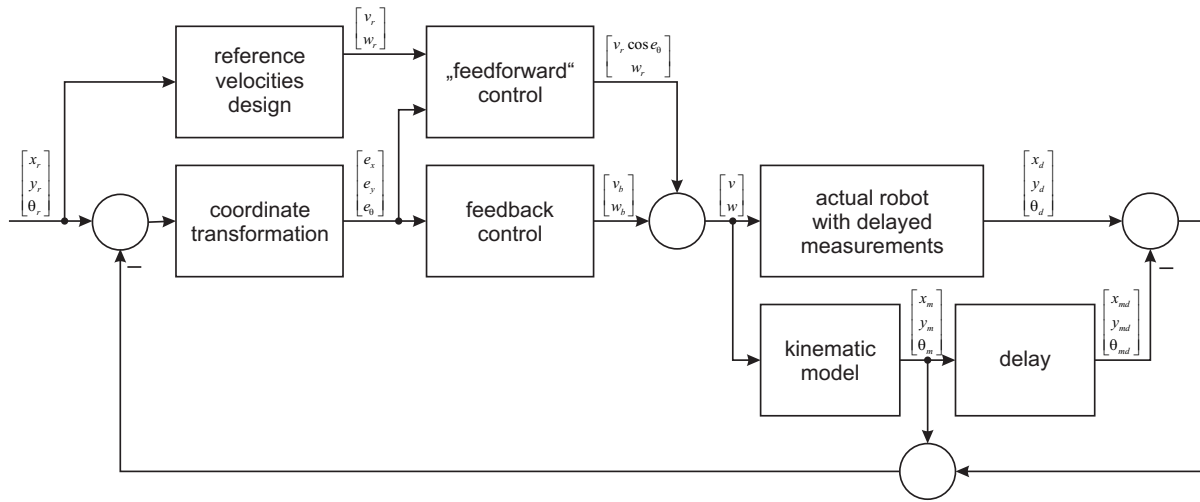 v_r
w_r
reference
velocities
design
„feedforward“
control
v_r cos e_θ
w_r
x_r
y_r
θ_r
coordinate
transformation
e_x
e_y
e_θ
feedback
control
v_b
w_b
v
w
actual robot
with delayed
measurements
x_d
y_d
θ_d
−
−
kinematic
model
x_m
y_m
θ_m
delay
x_md
y_md
θ_md